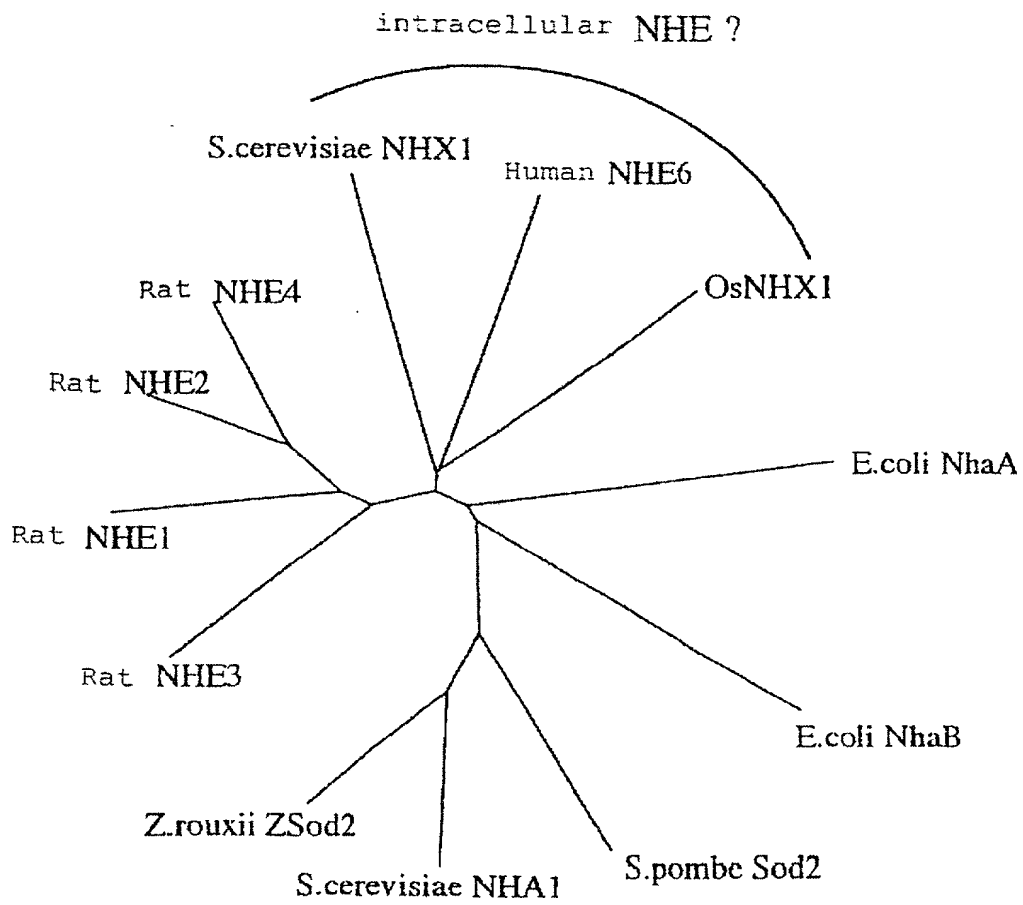 intracellular NHE ?
S.cerevisiae NHX1
Human NHE6
Rat NHE4
OsNHX1
Rat NHE2
E.coli NhaA
Rat NHE1
Rat NHE3
E.coli NhaB
Z.rouxii ZSod2
S.pombe Sod2
S.cerevisiae NHA1